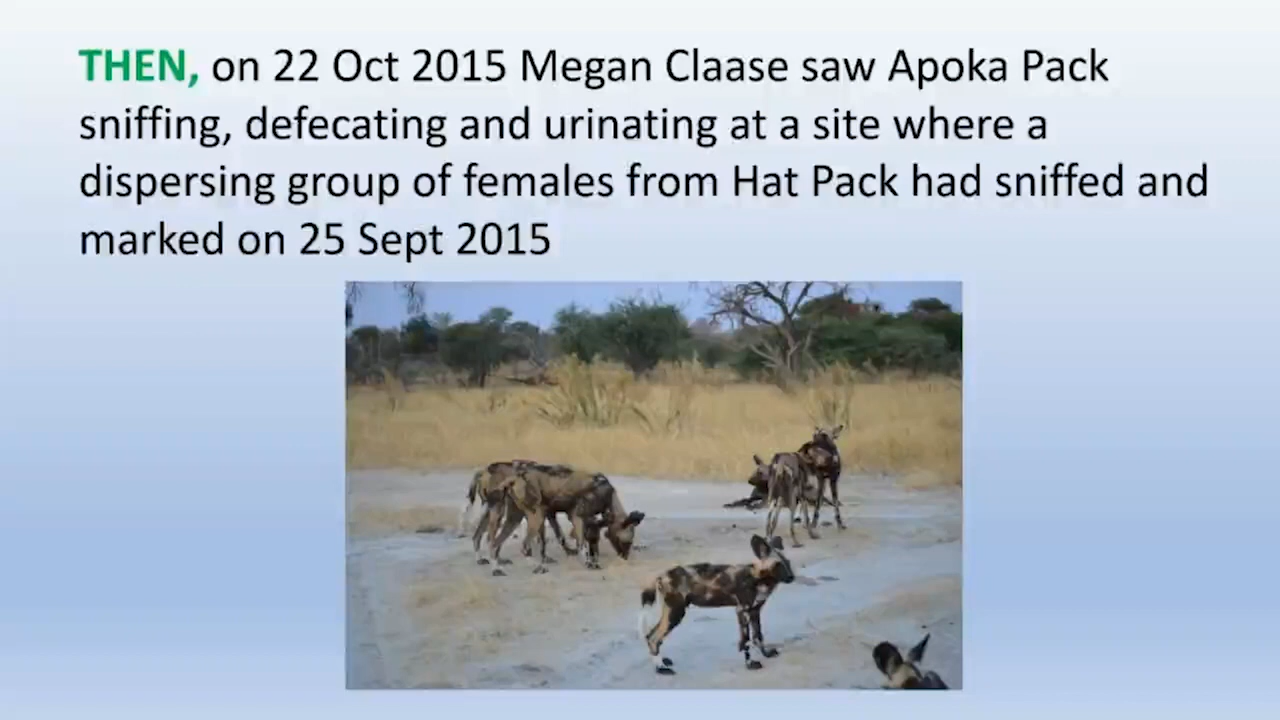 THEN, on 22 Oct 2015 Megan Claase saw Apoka Pack
sniffing, defecating and urinating at a site where a
dispersing group of females from Hat Pack had sniffed and
marked on 25 Sept 2015